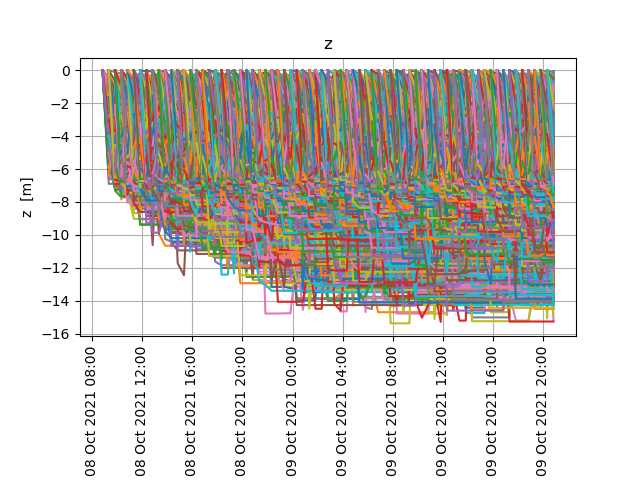 z
0
−2
−4
−6
−8
−10
−12
−14
−16
z [m]
08 Oct 2021 08:00
08 Oct 2021 12:00
08 Oct 2021 16:00
08 Oct 2021 20:00
09 Oct 2021 00:00
09 Oct 2021 04:00
09 Oct 2021 08:00
09 Oct 2021 12:00
09 Oct 2021 16:00
09 Oct 2021 20:00